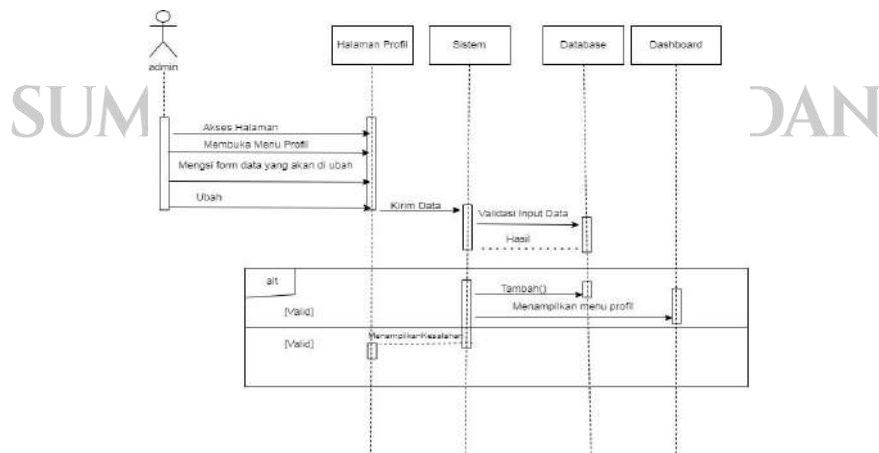 admin
Halaman Profil
Sistem
Database
Dashboard
SUM
DAN
Akses Halaman
Membuka Menu Profil
Mengsi form data yang akan di ubah
Ubah
Kirim Data
Validasi Input Data
Hasil
alt
Tambah()
Menampilkan menu profil
[Valid]
MenampilkanKesalahan
[Valid]